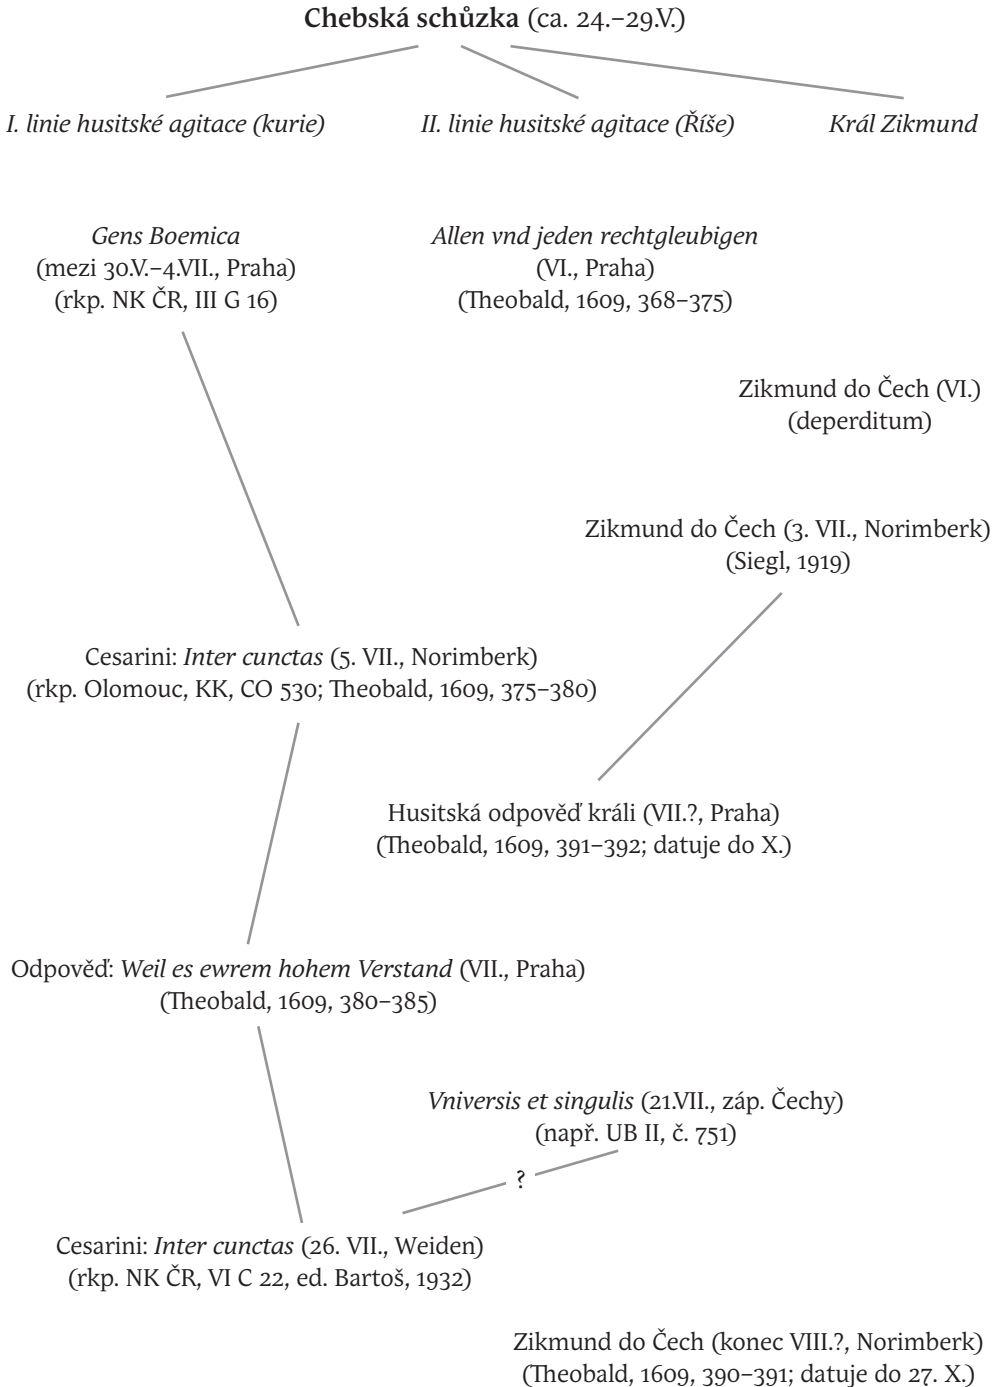 Chebská schůzka (ca. 24.–29.V.)
I. linie husitské agitace (kurie)
II. linie husitské agitace (Říše)
Král Zikmund
Gens Boemica
(mezi 30.V.–4.VII., Praha)
(rkp. NK ČR, III G 16)
Allen vnd jeden rechtgleubigen
(VI., Praha)
(Theobald, 1609, 368–375)
Zikmund do Čech (VI.)
(deperditum)
Zikmund do Čech (3. VII., Norimberk)
(Siegl, 1919)
Cesarini: Inter cunctas (5. VII., Norimberk)
(rkp. Olomouc, KK, CO 530; Theobald, 1609, 375–380)
Husitská odpověď králi (VII.?, Praha)
(Theobald, 1609, 391–392; datuje do X.)
Odpověď: Weil es ewrem hohem Verstand (VII., Praha)
(Theobald, 1609, 380–385)
Vniversis et singulis (21.VII., záp. Čechy)
(např. UB II, č. 751)
?
Cesarini: Inter cunctas (26. VII., Weiden)
(rkp. NK ČR, VI C 22, ed. Bartoš, 1932)
Zikmund do Čech (konec VIII.?, Norimberk)
(Theobald, 1609, 390–391; datuje do 27. X.)